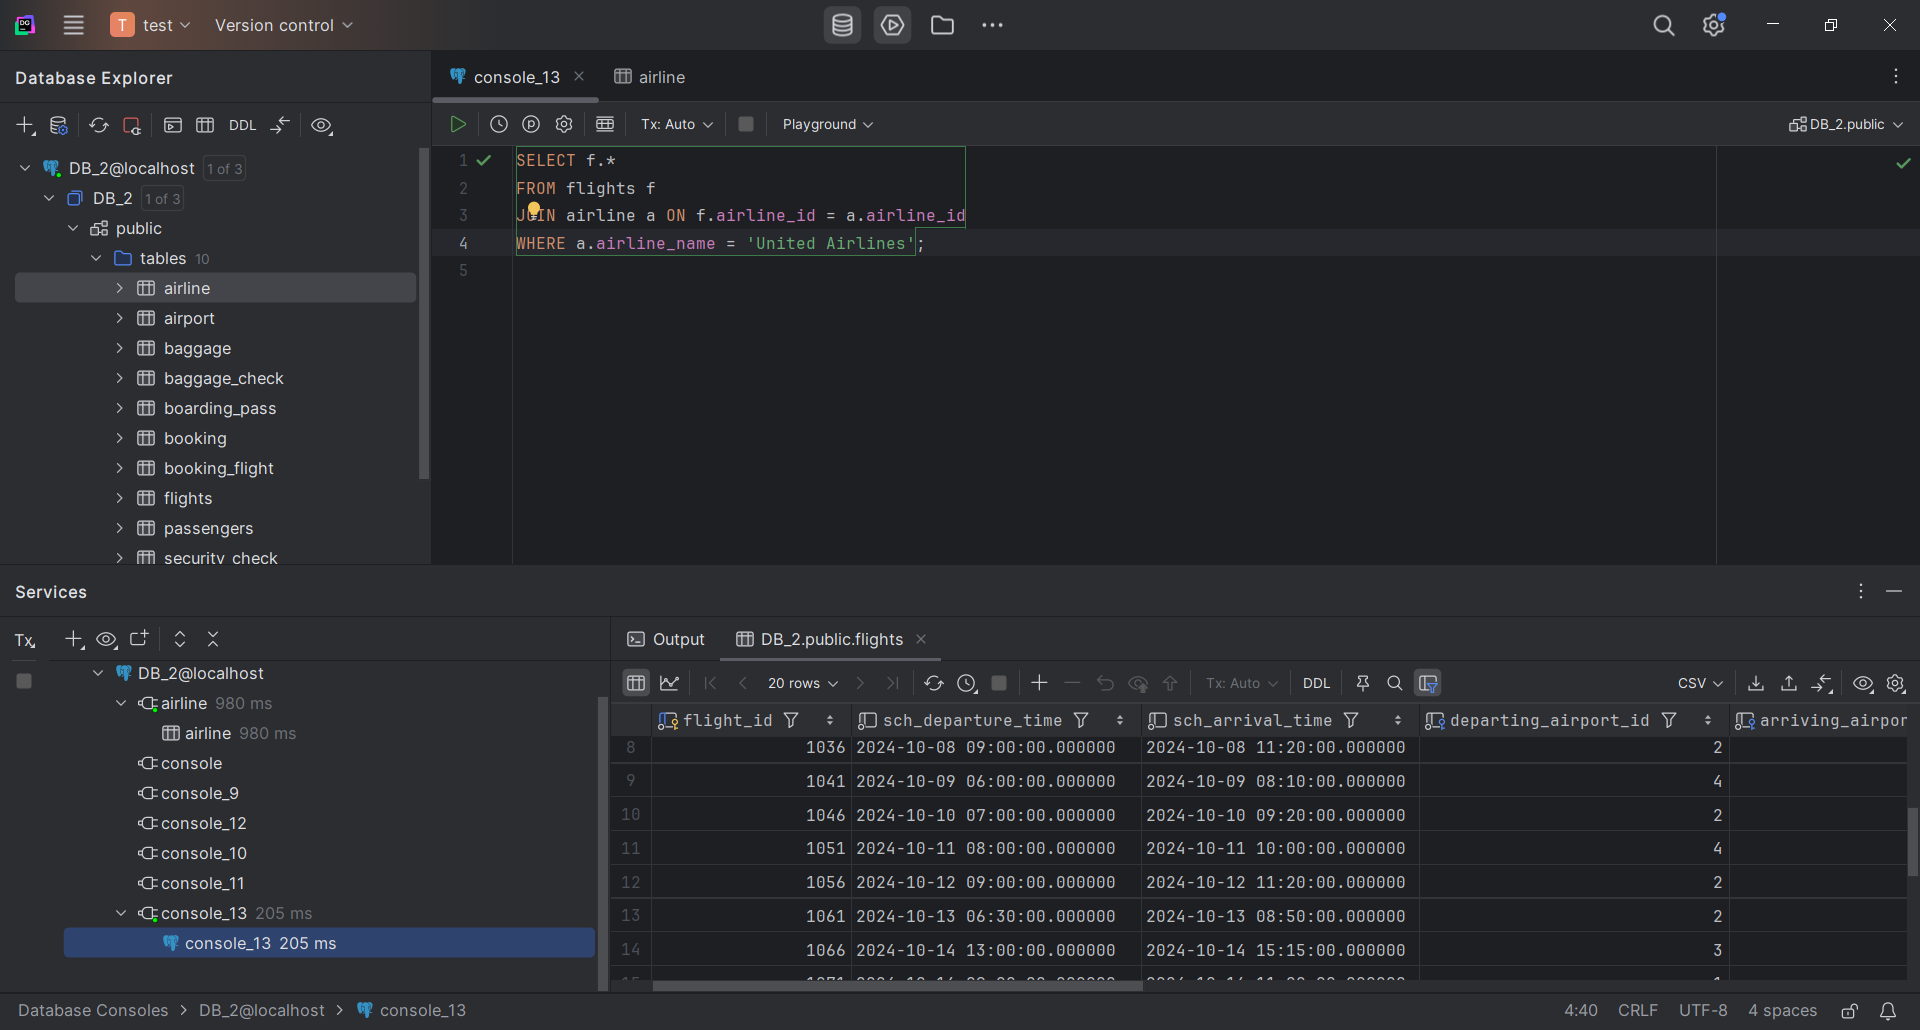 T test Version control
Database Explorer
console_13
airline
DDL
Tx: Auto
Playground
DB_2.public
DB_2@localhost 1 of 3
DB_2 1 of 3
public
tables 10
airline
airport
baggage
baggage_check
boarding_pass
booking
booking_flight
flights
passengers
security_check
1 SELECT f.*
2 FROM flights f
3 JOIN airline a ON f.airline_id = a.airline_id
4 WHERE a.airline_name = 'United Airlines';
5
Services
Tx
DB_2@localhost
airline 980 ms
airline 980 ms
console
console_9
console_12
console_10
console_11
console_13 205 ms
console_13 205 ms
Output
DB_2.public.flights
20 rows
Tx: Auto
DDL
CSV
flight_id sch_departure_time sch_arrival_time departing_airport_id arriving_airpor
8 1036 2024-10-08 09:00:00.000000 2024-10-08 11:20:00.000000 2
9 1041 2024-10-09 06:00:00.000000 2024-10-09 08:10:00.000000 4
10 1046 2024-10-10 07:00:00.000000 2024-10-10 09:20:00.000000 2
11 1051 2024-10-11 08:00:00.000000 2024-10-11 10:00:00.000000 4
12 1056 2024-10-12 09:00:00.000000 2024-10-12 11:20:00.000000 2
13 1061 2024-10-13 06:30:00.000000 2024-10-13 08:50:00.000000 2
14 1066 2024-10-14 13:00:00.000000 2024-10-14 15:15:00.000000 3
Database Consoles > DB_2@localhost > console_13
4:40 CRLF UTF-8 4 spaces